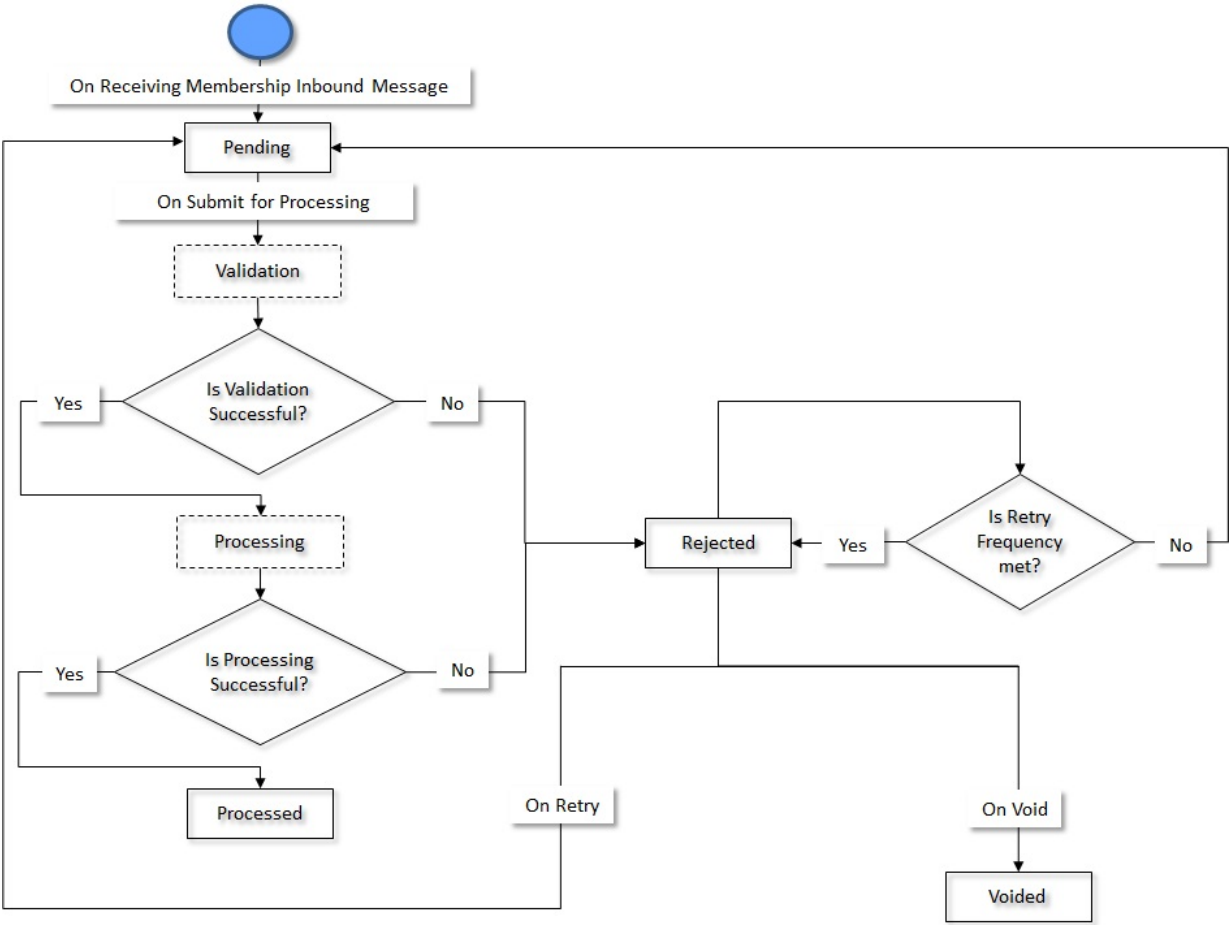 On Receiving Membership Inbound Message
Pending
On Submit for Processing
Validation
Is Validation
Successful?
Yes
No
Processing
Is Processing
Successful?
Yes
No
Processed
Rejected
Is Retry
Frequency
met?
Yes
No
On Retry
On Void
Voided